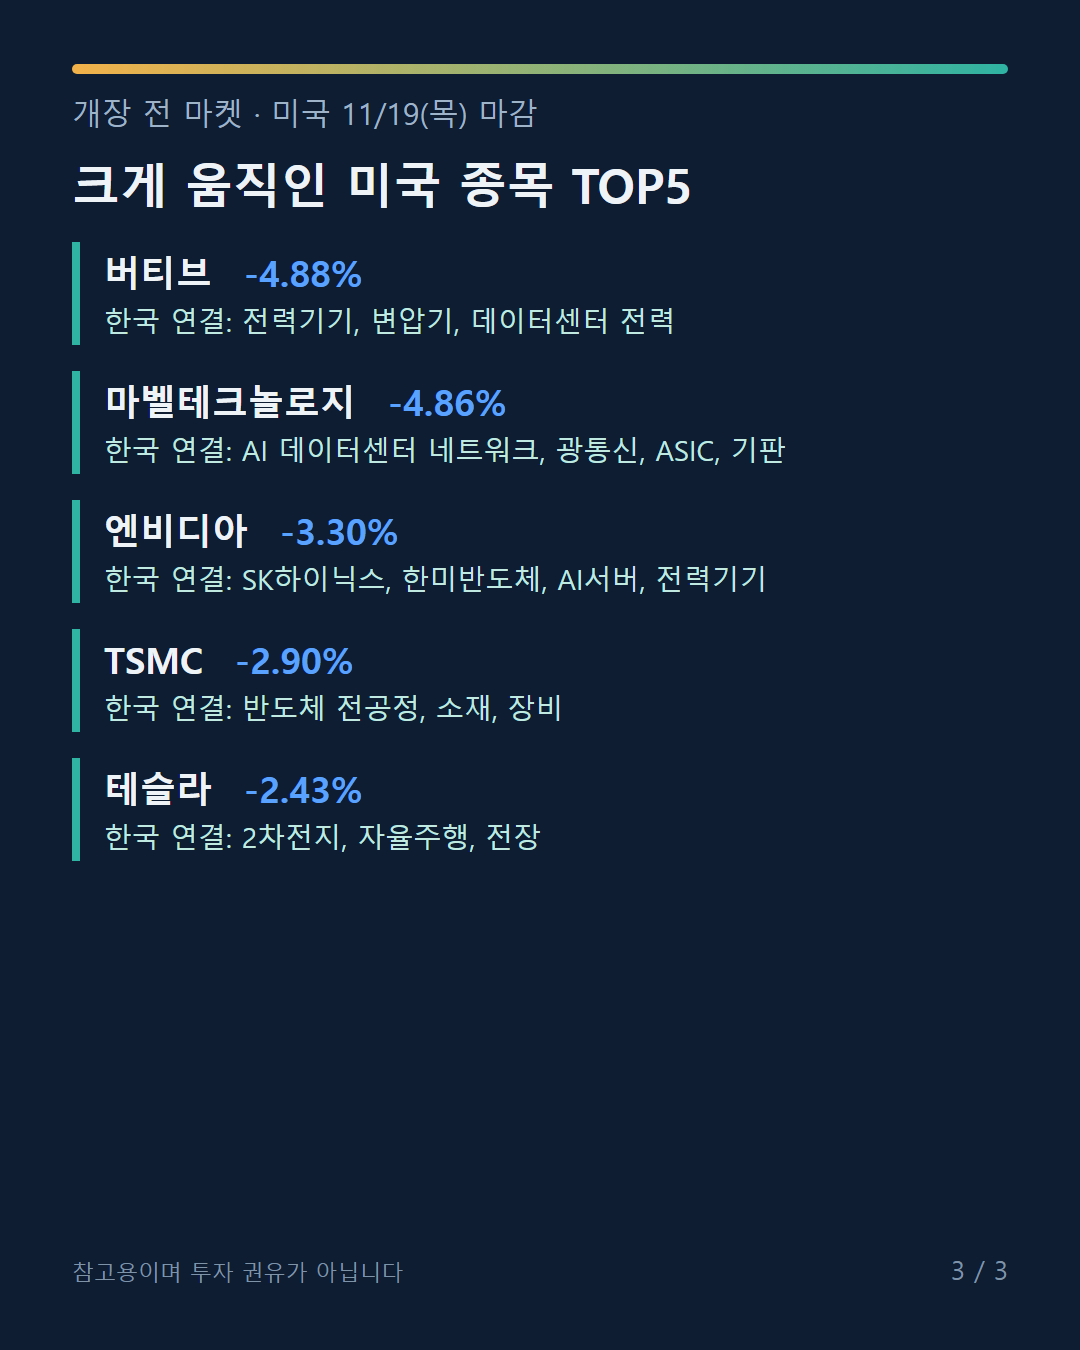 개장 전 마켓 · 미국 11/19(목) 마감
크게 움직인 미국 종목 TOP5
버티브 -4.88%
한국 연결: 전력기기, 변압기, 데이터센터 전력
마벨테크놀로지 -4.86%
한국 연결: AI 데이터센터 네트워크, 광통신, ASIC, 기판
엔비디아 -3.30%
한국 연결: SK하이닉스, 한미반도체, AI서버, 전력기기
TSMC -2.90%
한국 연결: 반도체 전공정, 소재, 장비
테슬라 -2.43%
한국 연결: 2차전지, 자율주행, 전장
참고용이며 투자 권유가 아닙니다
3 / 3